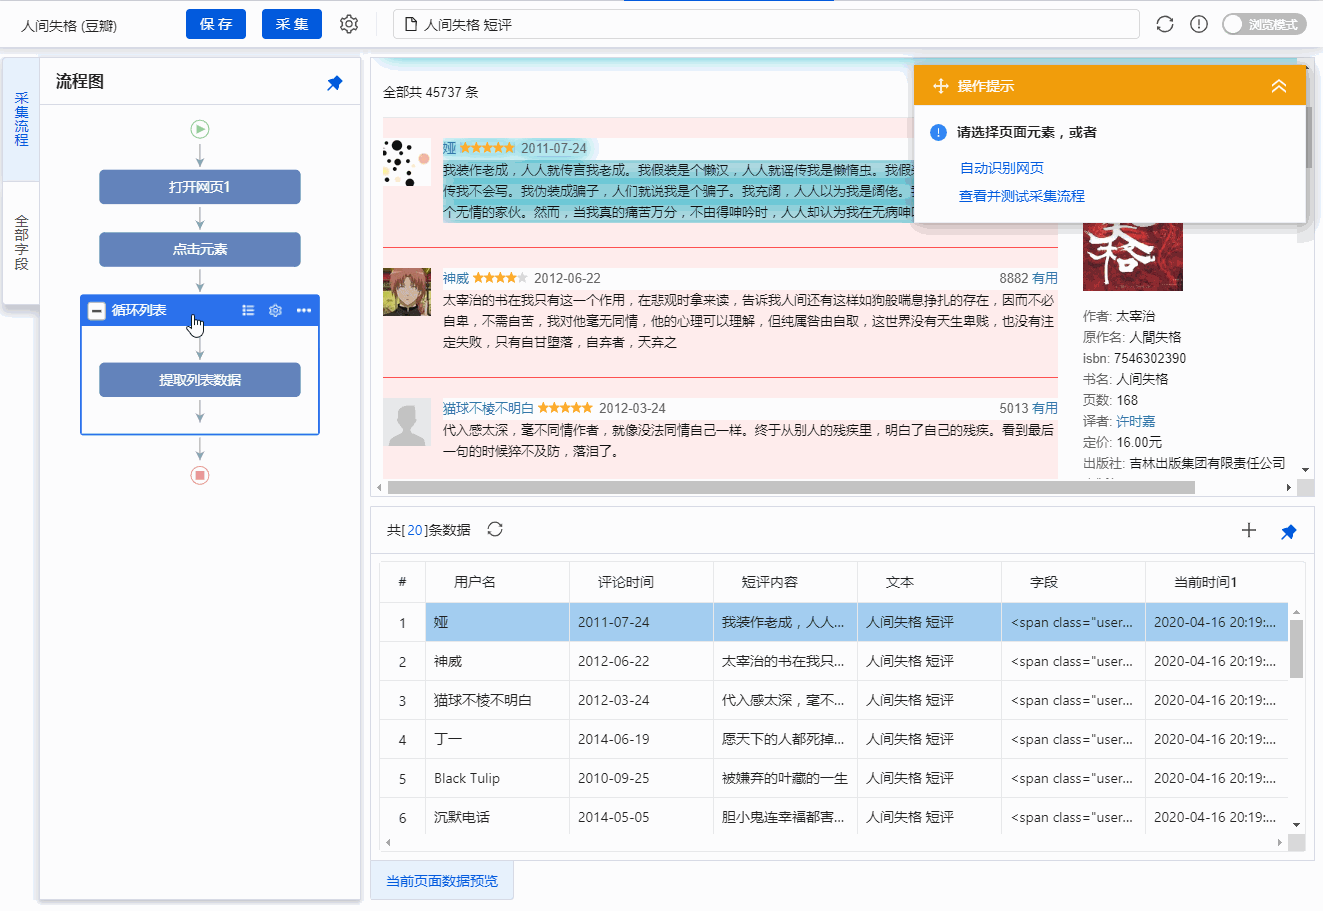 人间失格 (豆瓣)
保 存
采 集
人间失格 短评
浏览模式
采集流程
全部字段
流程图
打开网页1
点击元素
循环列表
提取列表数据
全部共 45737 条
娅 2011-07-24
我装作老成，人人就传言我老成。我假装是个懒汉，人人就谣传我是懒惰虫。我假
传我不会写。我伪装成骗子，人们就说我是个骗子。我充阔，人人以为我是阔佬。
个无情的家伙。然而，当我真的痛苦万分，不由得呻吟时，人人却认为我在无病呻
神威 2012-06-22 8882 有用
太宰治的书在我只有这一个作用，在悲观时拿来读，告诉我人间还有这样如狗般喘息挣扎的存在，因而不必
自卑，不需自苦，我对他毫无同情，他的心理可以理解，但纯属咎由自取，这世界没有天生卑贱，也没有注
定失败，只有自甘堕落，自弃者，天弃之
猫球不棱不明白 2012-03-24 5013 有用
代入感太深，毫不同情作者，就像没法同情自己一样。终于从别人的残疾里，明白了自己的残疾。看到最后
一句的时候猝不及防，落泪了。
操作提示
请选择页面元素，或者
自动识别网页
查看并测试采集流程
失格
作者: 太宰治
原作名: 人間失格
isbn: 7546302390
书名: 人间失格
页数: 168
译者: 许时嘉
定价: 16.00元
出版社: 吉林出版集团有限责任公司
共[20]条数据
# 用户名 评论时间 短评内容 文本 字段 当前时间1
1 娅 2011-07-24 我装作老成，人人... 人间失格 短评 <span class="user... 2020-04-16 20:19:...
2 神威 2012-06-22 太宰治的书在我只... 人间失格 短评 <span class="user... 2020-04-16 20:19:...
3 猫球不棱不明白 2012-03-24 代入感太深，毫不... 人间失格 短评 <span class="user... 2020-04-16 20:19:...
4 丁一 2014-06-19 愿天下的人都死掉... 人间失格 短评 <span class="user... 2020-04-16 20:19:...
5 Black Tulip 2010-09-25 被嫌弃的叶藏的一生 人间失格 短评 <span class="user... 2020-04-16 20:19:...
6 沉默电话 2014-05-05 胆小鬼连幸福都害... 人间失格 短评 <span class="user... 2020-04-16 20:19:...
当前页面数据预览